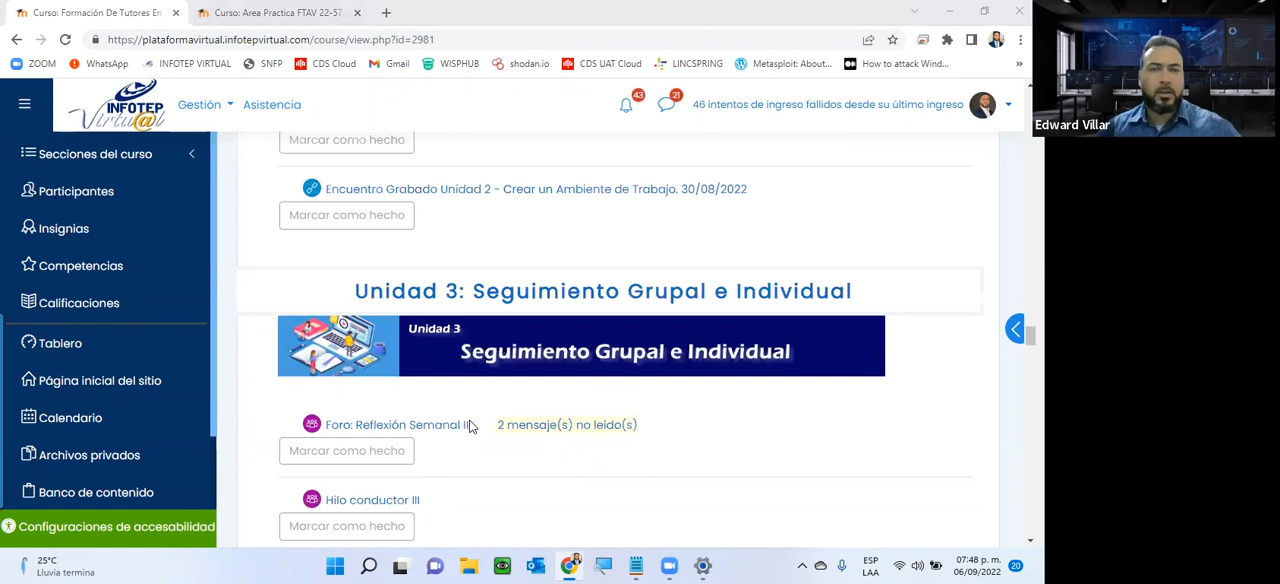 Curso: Formación De Tutores En
Curso: Area Practica FTAV 22-57
https://plataformavirtual.infotepvirtual.com/course/view.php?id=2981
ZOOM
WhatsApp
INFOTEP VIRTUAL
SNFP
CDS Cloud
Gmail
WISPHUB
shodan.io
CDS UAT Cloud
LINCSPRING
Metasploit: About...
How to attack Wind...
INFOTEP
Virtu@l
Gestión
Asistencia
43
21
46 intentos de ingreso fallidos desde su último ingreso
Edward Villar
Secciones del curso
Participantes
Insignias
Competencias
Calificaciones
Tablero
Página inicial del sitio
Calendario
Archivos privados
Banco de contenido
Configuraciones de accesabilidad
Marcar como hecho
Encuentro Grabado Unidad 2 - Crear un Ambiente de Trabajo. 30/08/2022
Marcar como hecho
Unidad 3: Seguimiento Grupal e Individual
Unidad 3
Seguimiento Grupal e Individual
Foro: Reflexión Semanal III
2 mensaje(s) no leído(s)
Marcar como hecho
Hilo conductor III
Marcar como hecho
25°C
Lluvia termina
ESP
LAA
07:48 p. m.
06/09/2022
20